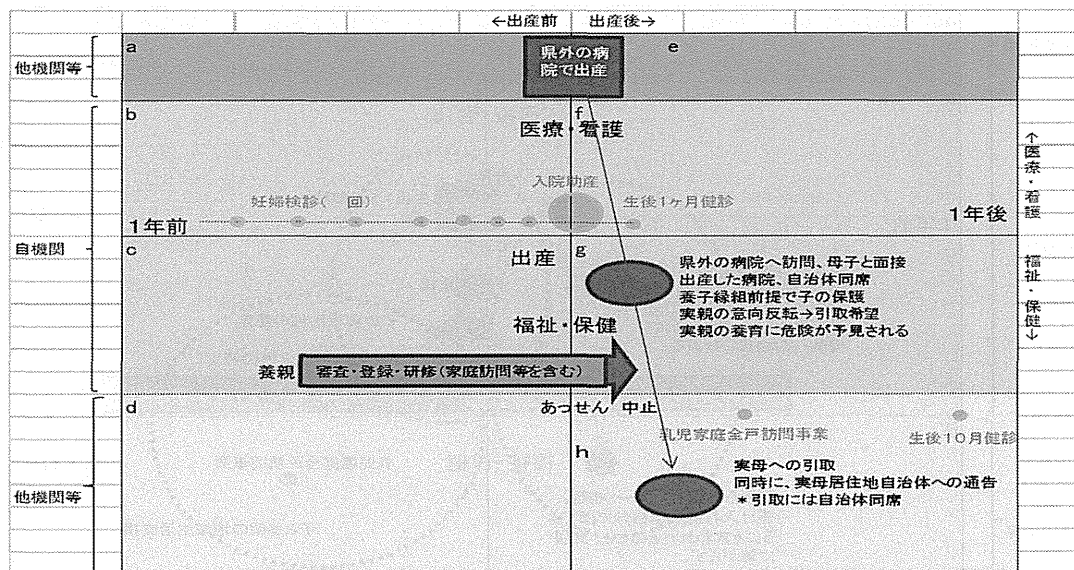 ←出産前 出産後→
a
県外の病
院で出産
e
他機関等
b
f
医療・看護
↑医療・看護
入院助産
妊婦検診( 回)
生後1ヶ月健診
1年前
1年後
自機関
c
出産
g
県外の病院へ訪問、母子と面接
出産した病院、自治体同席
養子縁組前提で子の保護
実親の意向反転→引取希望
実親の養育に危険が予見される
福祉・保健↓
福祉・保健
養親
審査・登録・研修(家庭訪問等を含む)
d
あっせん 中止
乳児家庭全戸訪問事業
生後10月健診
h
実母への引取
同時に、実母居住地自治体への通告
*引取には自治体同席
他機関等